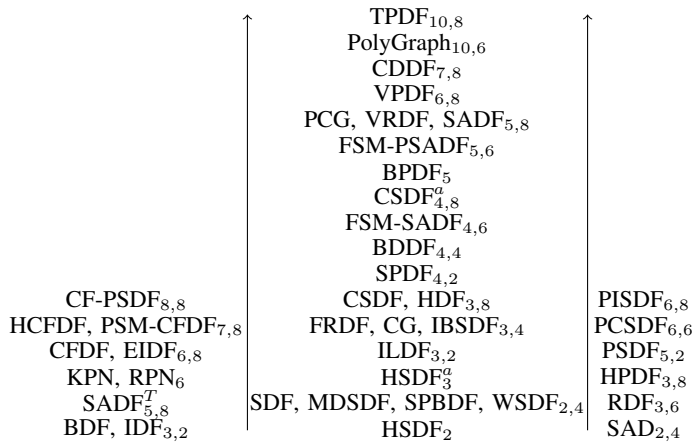 TPDF10,8
PolyGraph10,6
CDDF7,8
VPDF6,8
PCG, VRDF, SADF5,8
FSM-PSADF5,6
BPDF5
CSDFa4,8
FSM-SADF4,6
BDDF4,4
SPDF4,2
CF-PSDF8,8 CSDF, HDF3,8 PISDF6,8
HCFDF, PSM-CFDF7,8 FRDF, CG, IBSDF3,4 PCSDF6,6
CFDF, EIDF6,8 ILDF3,2 PSDF5,2
KPN, RPN6 HSDFa3 HPDF3,8
SADFT5,8 SDF, MDSDF, SPBDF, WSDF2,4 RDF3,6
BDF, IDF3,2 HSDF2 SAD2,4